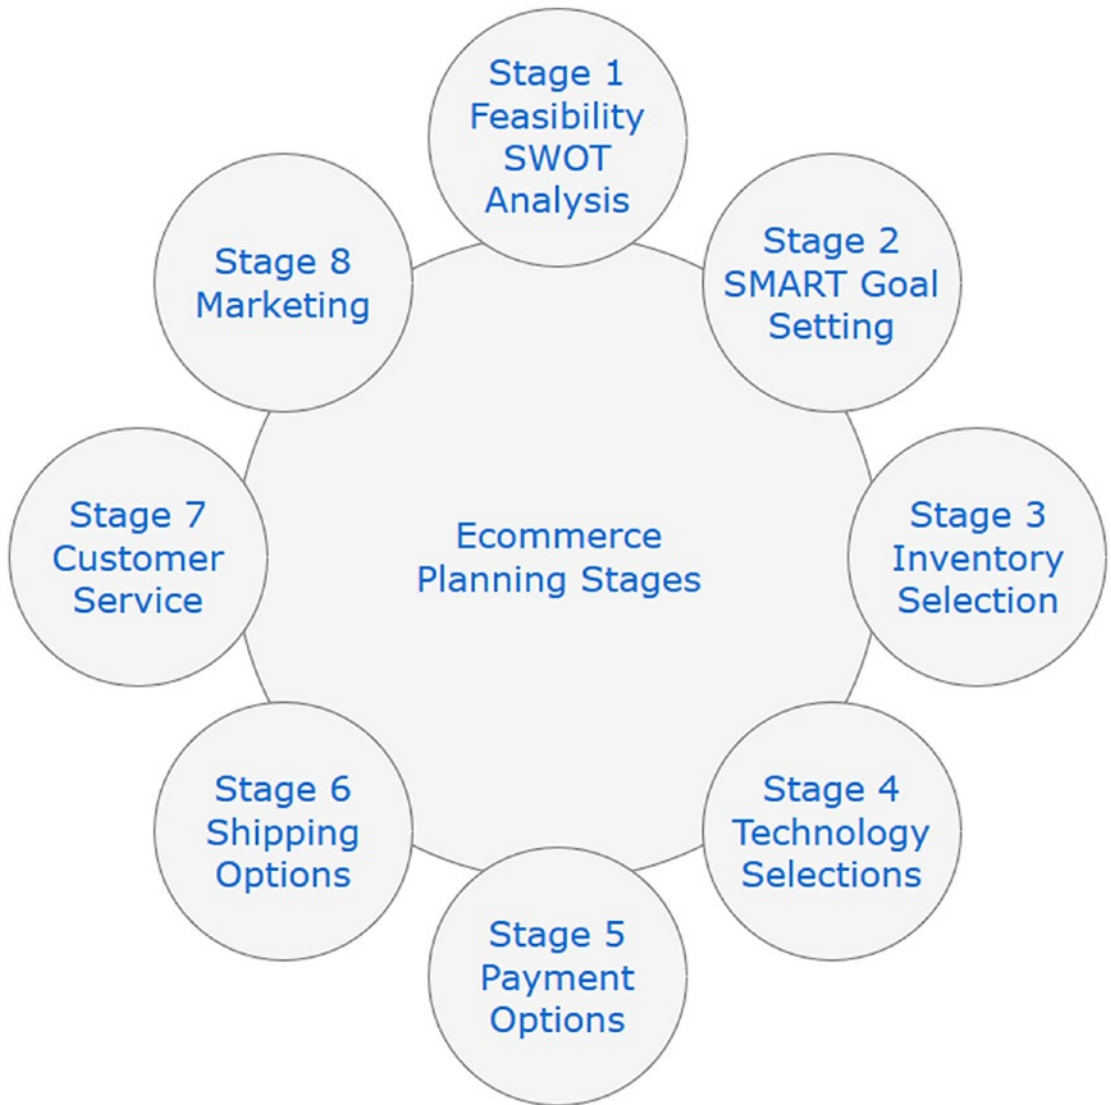 Stage 1
Feasibility
SWOT
Analysis
Stage 2
SMART Goal
Setting
Stage 3
Inventory
Selection
Stage 4
Technology
Selections
Stage 5
Payment
Options
Stage 6
Shipping
Options
Stage 7
Customer
Service
Stage 8
Marketing
Ecommerce
Planning Stages